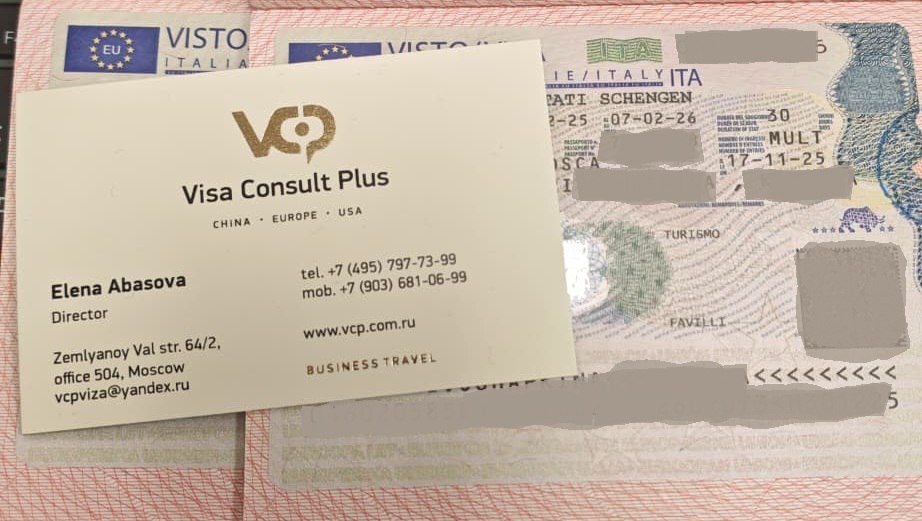 EU
VISTO
ITALIA
VCP
Visa Consult Plus
CHINA · EUROPE · USA
Elena Abasova
Director
Zemlyanoy Val str. 64/2,
office 504, Moscow
vcpviza@yandex.ru
tel. +7 (495) 797-73-99
mob. +7 (903) 681-06-99
www.vcp.com.ru
BUSINESS TRAVEL
ITA
IE/ITALY ITA
TATI SCHENGEN
2-25 07-02-26
30
MULT
OSCA
17-11-25
TURISMO
FAVILLI
<<<<<<<<<
5